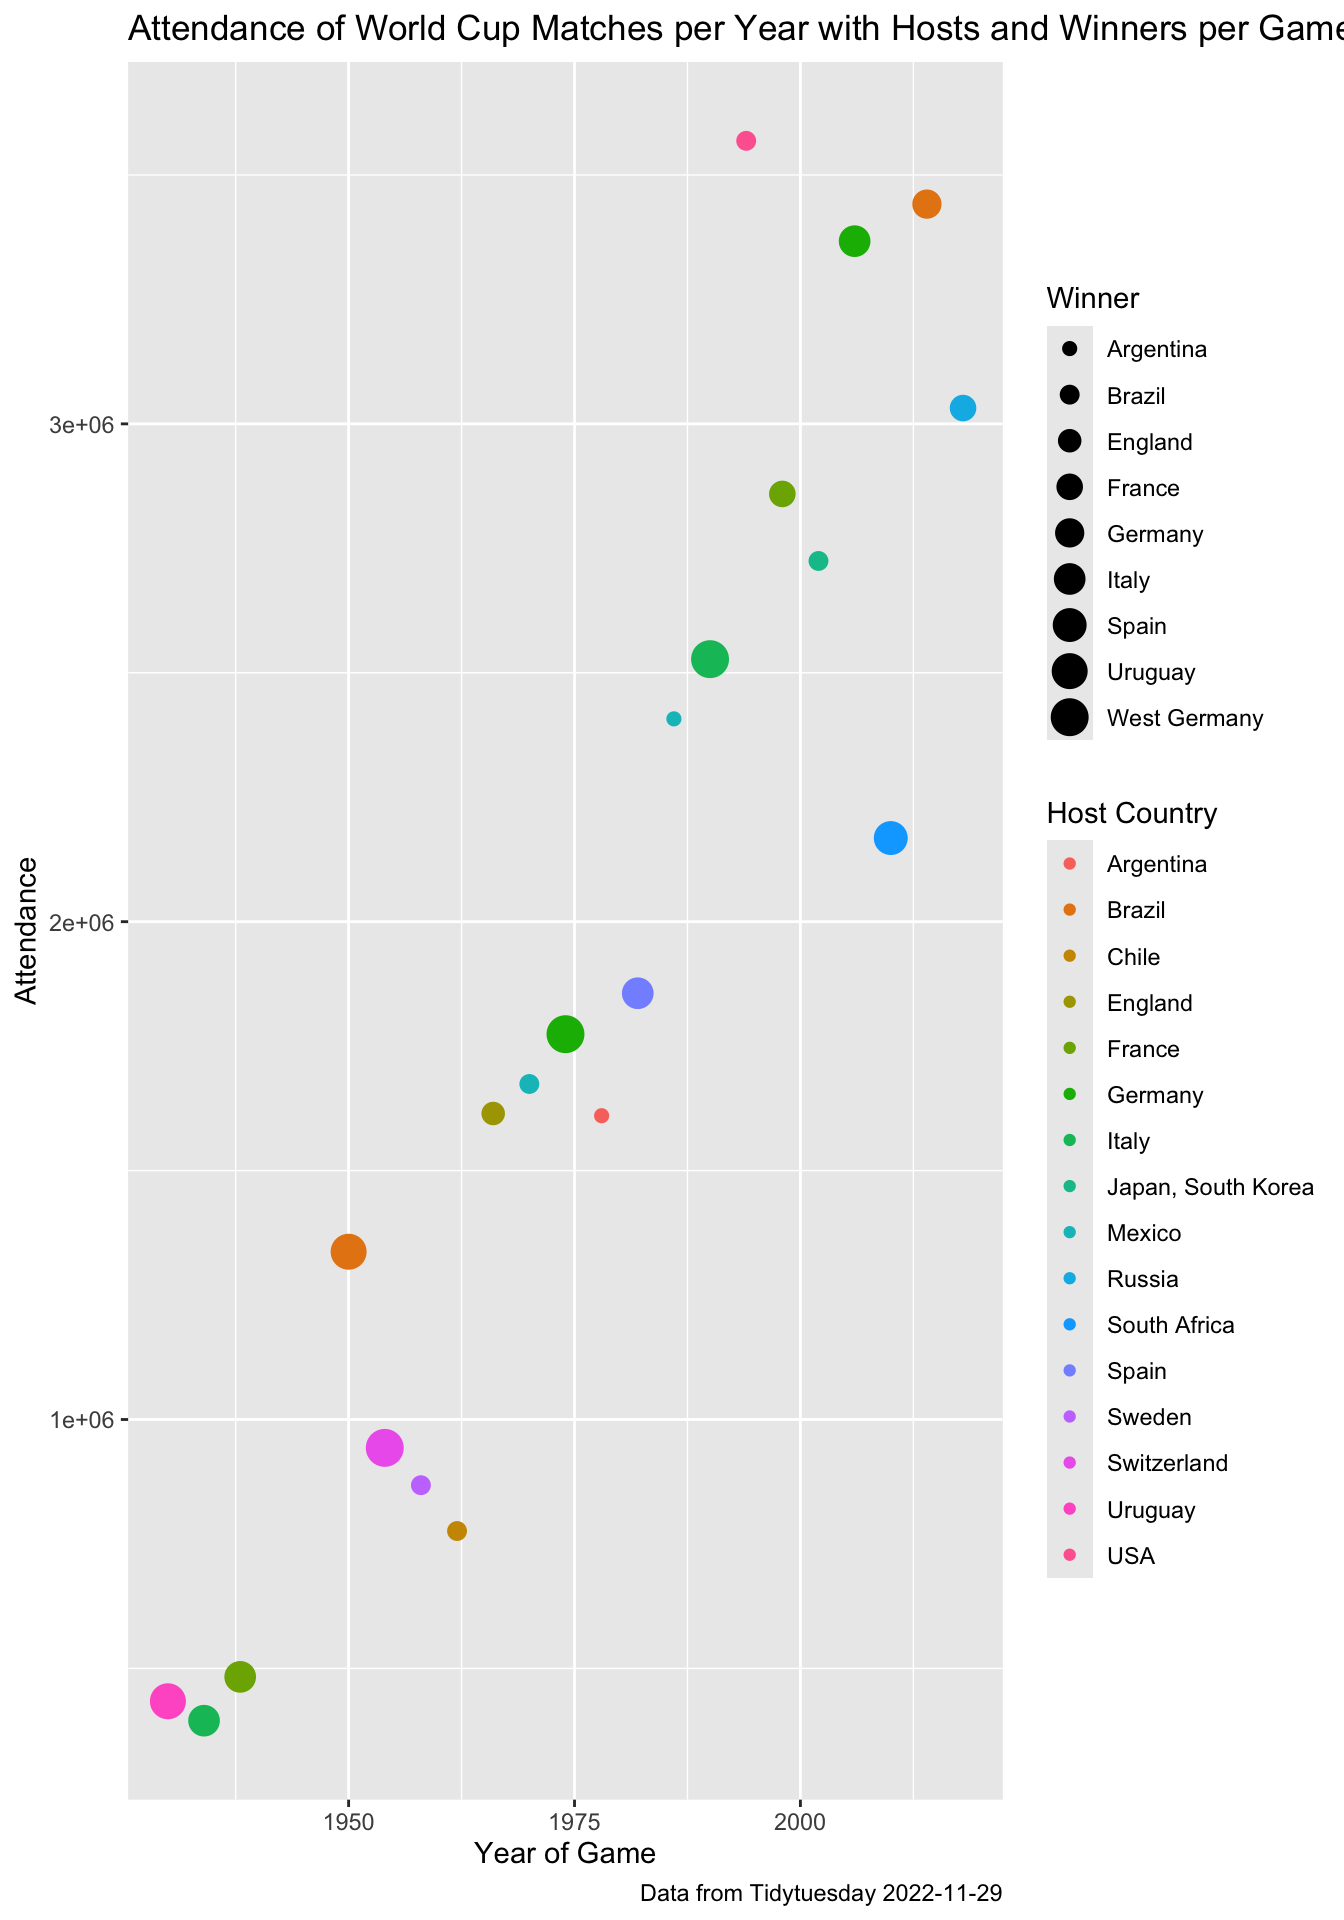 Attendance of World Cup Matches per Year with Hosts and Winners per Game
Winner
Argentina
Brazil
England
France
Germany
Italy
Spain
Uruguay
West Germany
Host Country
Argentina
Brazil
Chile
England
France
Germany
Italy
Japan, South Korea
Mexico
Russia
South Africa
Spain
Sweden
Switzerland
Uruguay
USA
Attendance
3e+06
2e+06
1e+06
1950
1975
2000
Year of Game
Data from Tidytuesday 2022-11-29